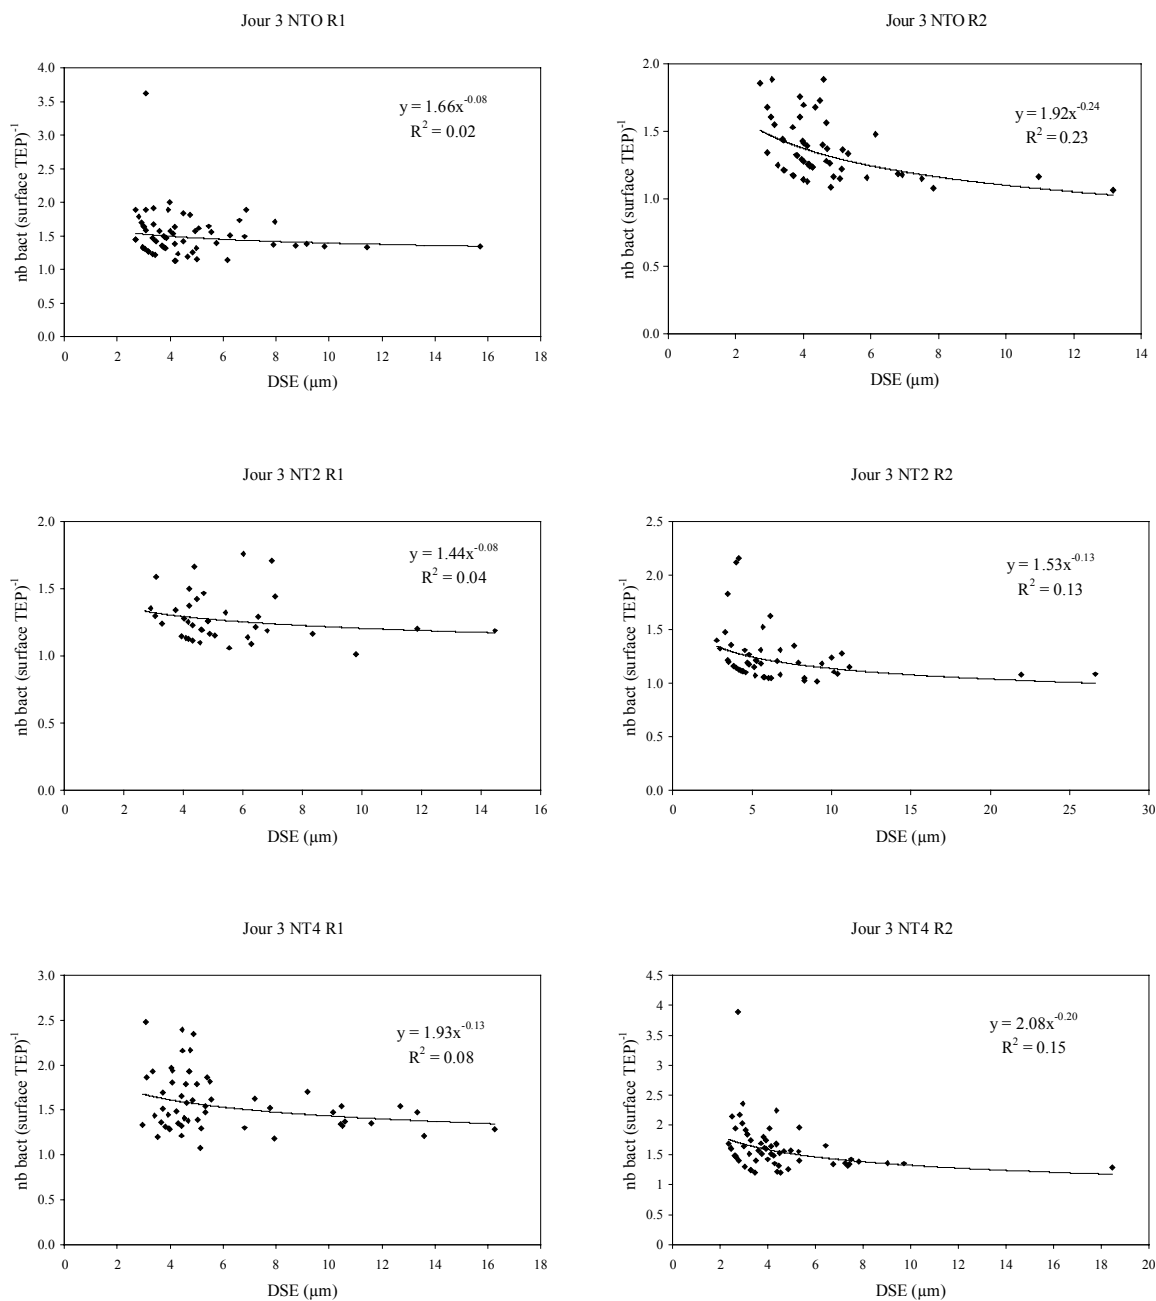 Jour 3 NTO R1
4.0
3.5
3.0
2.5
2.0
1.5
1.0
0.5
0.0
nb bact (surface TEP)⁻¹
y = 1.66x⁻⁰·⁰⁸
R² = 0.02
0 2 4 6 8 10 12 14 16 18
DSE (µm)
Jour 3 NTO R2
2.0
1.5
1.0
0.5
0.0
nb bact (surface TEP)⁻¹
y = 1.92x⁻⁰·²⁴
R² = 0.23
0 2 4 6 8 10 12 14
DSE (µm)
Jour 3 NT2 R1
2.0
1.5
1.0
0.5
0.0
nb bact (surface TEP)⁻¹
y = 1.44x⁻⁰·⁰⁸
R² = 0.04
0 2 4 6 8 10 12 14 16
DSE (µm)
Jour 3 NT2 R2
2.5
2.0
1.5
1.0
0.5
0.0
nb bact (surface TEP)⁻¹
y = 1.53x⁻⁰·¹³
R² = 0.13
0 5 10 15 20 25 30
DSE (µm)
Jour 3 NT4 R1
3.0
2.5
2.0
1.5
1.0
0.5
0.0
nb bact (surface TEP)⁻¹
y = 1.93x⁻⁰·¹³
R² = 0.08
0 2 4 6 8 10 12 14 16 18
DSE (µm)
Jour 3 NT4 R2
4.5
4
3.5
3
2.5
2
1.5
1
0.5
0
nb bact (surface TEP)⁻¹
y = 2.08x⁻⁰·²⁰
R² = 0.15
0 2 4 6 8 10 12 14 16 18 20
DSE (µm)